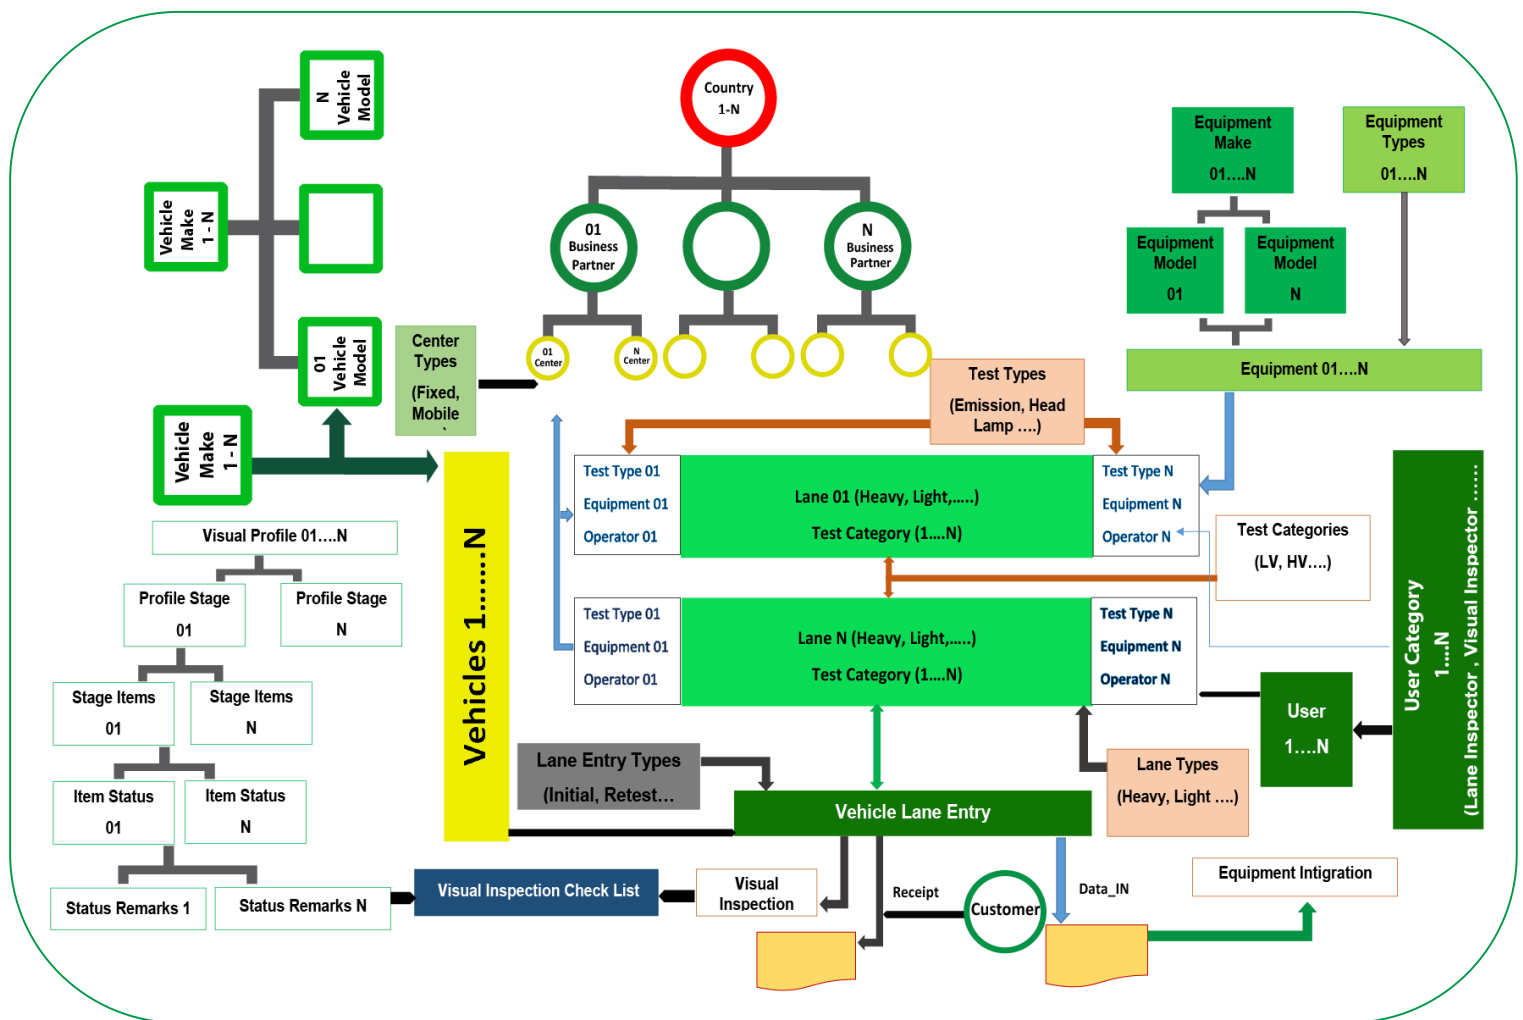 N
Vehicle
Model
Vehicle
Make
1 - N
01
Vehicle
Model
Vehicle
Make
1 - N
Country
1-N
01
Business
Partner
N
Business
Partner
01
Center
N
Center
Center
Types
(Fixed,
Mobile
Equipment
Make
01....N
Equipment
Types
01....N
Equipment
Model
01
Equipment
Model
N
Equipment 01....N
Test Types
(Emission, Head
Lamp ....)
Test Type 01
Equipment 01
Operator 01
Lane 01 (Heavy, Light,.....)
Test Category (1....N)
Test Type N
Equipment N
Operator N
Test Categories
(LV, HV....)
Test Type 01
Equipment 01
Operator 01
Lane N (Heavy, Light,.....)
Test Category (1....N)
Test Type N
Equipment N
Operator N
User Category
1....N
(Lane Inspector , Visual Inspector ......
User
1....N
Lane Types
(Heavy, Light ....)
Vehicles 1.......N
Lane Entry Types
(Initial, Retest...
Vehicle Lane Entry
Visual Profile 01....N
Profile Stage
01
Profile Stage
N
Stage Items
01
Stage Items
N
Item Status
01
Item Status
N
Status Remarks 1
Status Remarks N
Visual Inspection Check List
Visual
Inspection
Receipt
Customer
Data_IN
Equipment Intigration